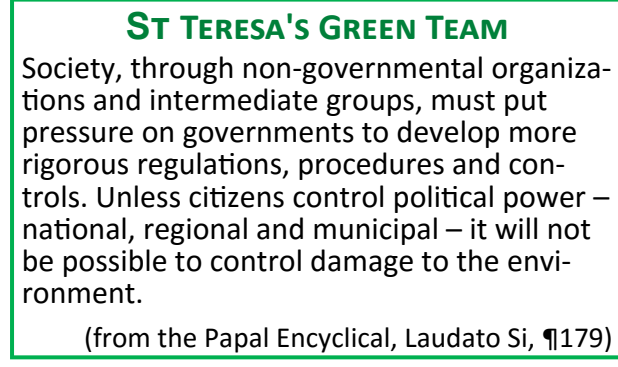 St Teresa's Green Team
Society, through non-governmental organiza-
tions and intermediate groups, must put
pressure on governments to develop more
rigorous regulations, procedures and con-
trols. Unless citizens control political power –
national, regional and municipal – it will not
be possible to control damage to the envi-
ronment.
(from the Papal Encyclical, Laudato Si, ¶179)